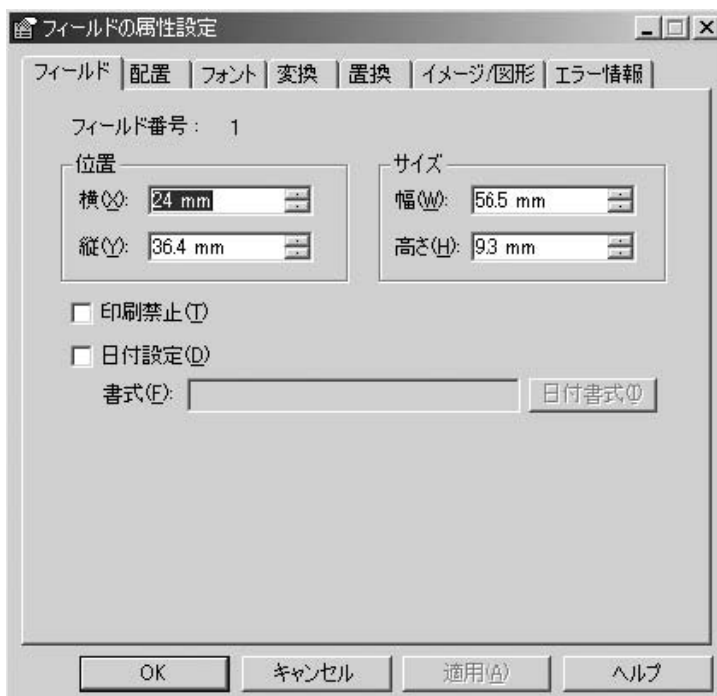 フィールドの属性設定
フィールド 配置 フォント 変換 置換 イメージ/図形 エラー情報
フィールド番号： 1
位置 サイズ
横(X): 24 mm 幅(W): 56.5 mm
縦(Y): 36.4 mm 高さ(H): 9.3 mm
印刷禁止(T)
日付設定(D)
書式(F): 日付書式(I)
OK キャンセル 適用(A) ヘルプ